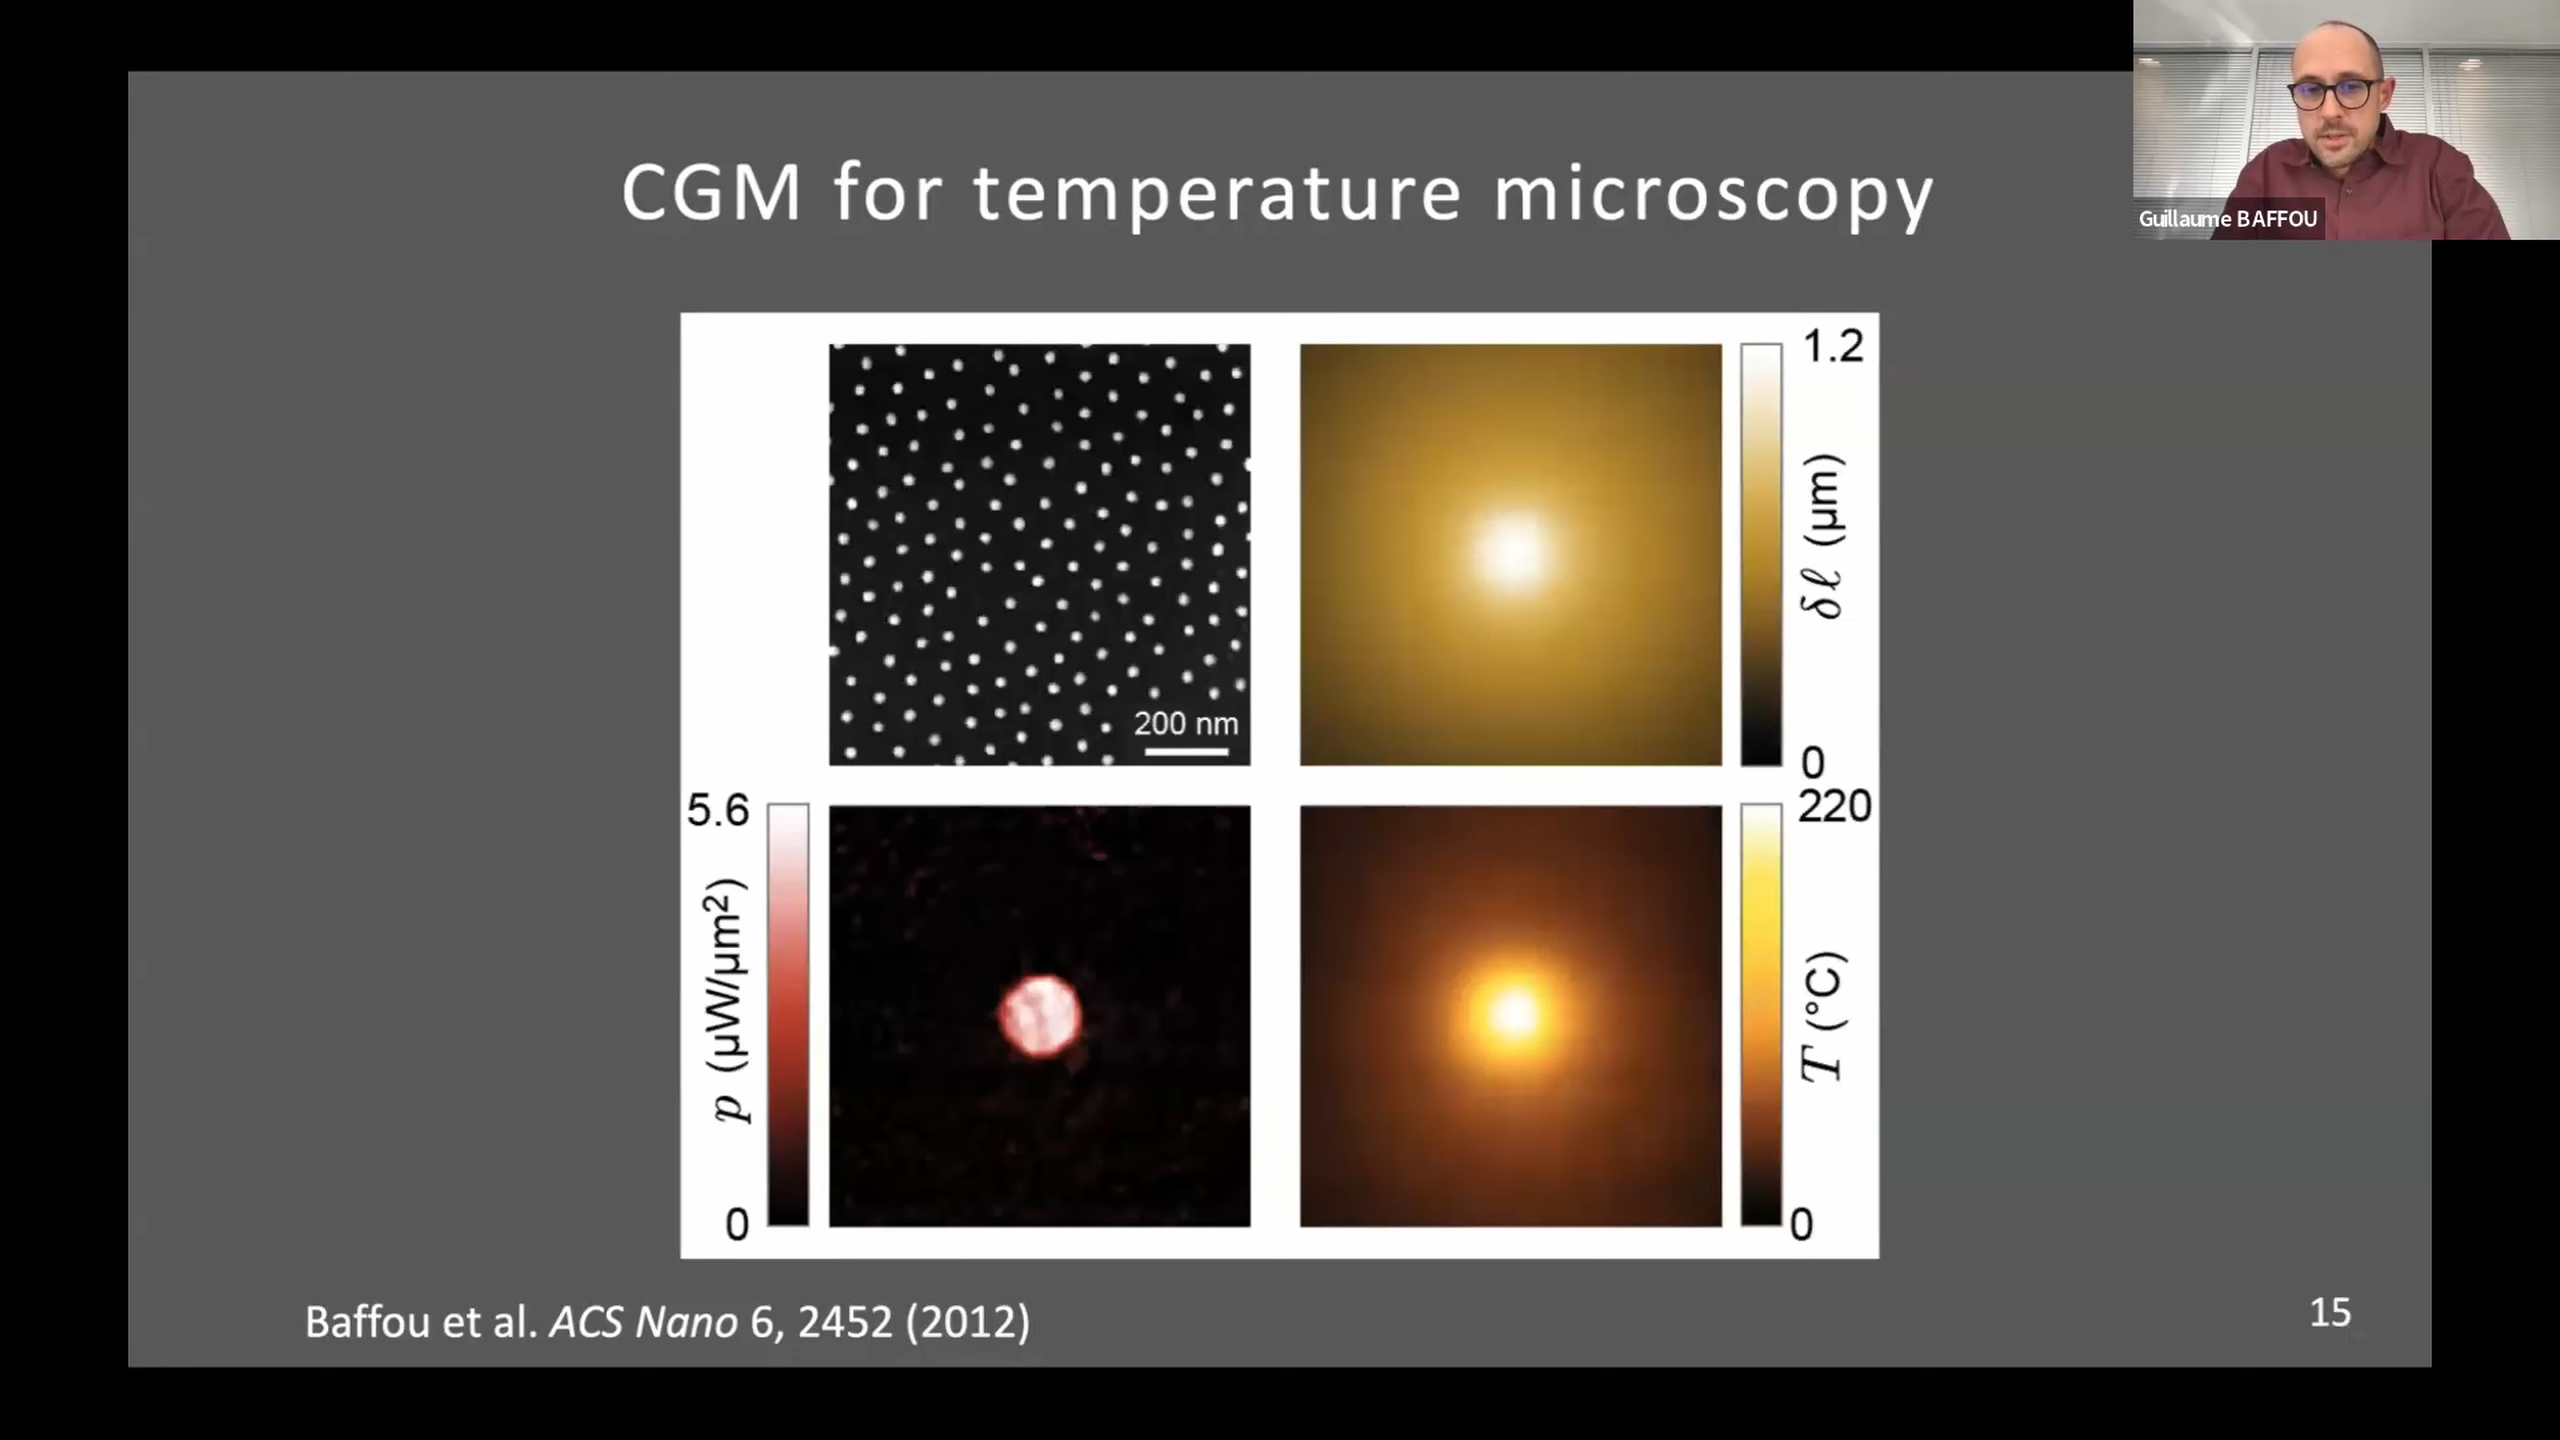 Guillaume BAFFOU
CGM for temperature microscopy
200 nm
1.2
δℓ (µm)
0
5.6
p (µW/µm²)
0
220
T (°C)
0
Baffou et al. ACS Nano 6, 2452 (2012)
15